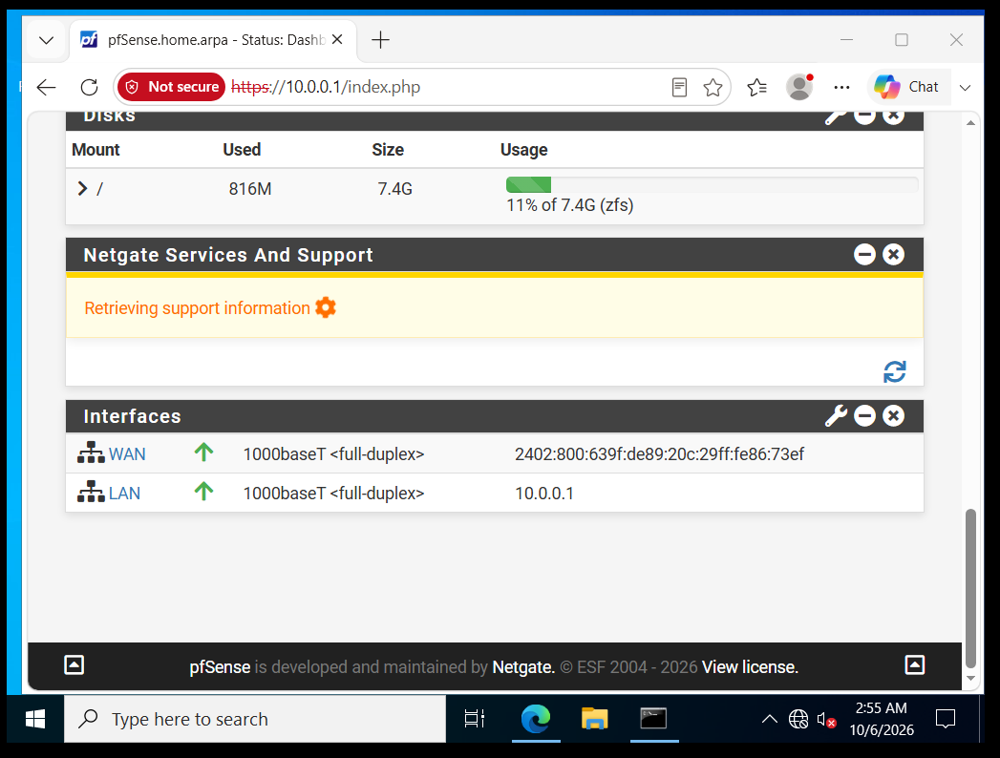 pfSense.home.arpa - Status: Dashb
Not secure https://10.0.0.1/index.php Chat
Disks
Mount Used Size Usage
/ 816M 7.4G
11% of 7.4G (zfs)
Netgate Services And Support
Retrieving support information
Interfaces
WAN 1000baseT <full-duplex> 2402:800:639f:de89:20c:29ff:fe86:73ef
LAN 1000baseT <full-duplex> 10.0.0.1
pfSense is developed and maintained by Netgate. © ESF 2004 - 2026 View license.
Type here to search
2:55 AM
10/6/2026